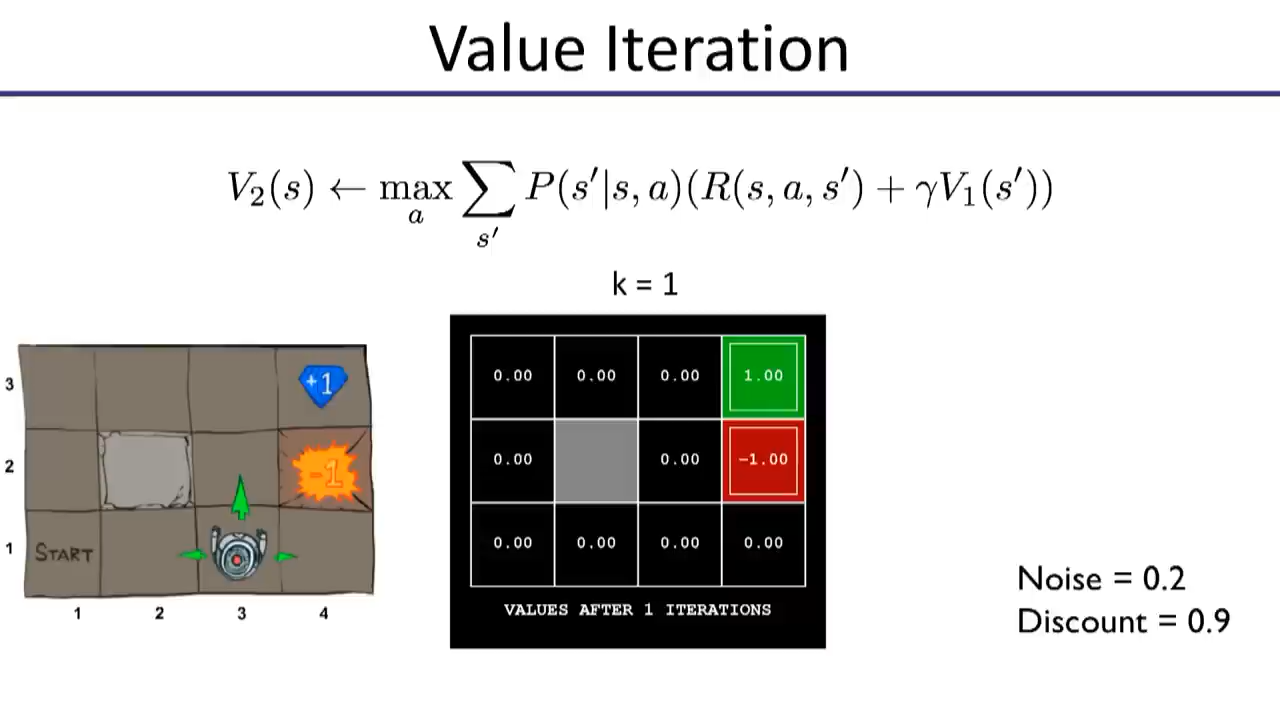 Value Iteration
V₂(s) ← max_a ∑_{s′} P(s′|s, a)(R(s, a, s′) + γV₁(s′))
k = 1
3
+1
2
-1
1
START
1 2 3 4
0.00 0.00 0.00 1.00
0.00 0.00 -1.00
0.00 0.00 0.00 0.00
VALUES AFTER 1 ITERATIONS
Noise = 0.2
Discount = 0.9